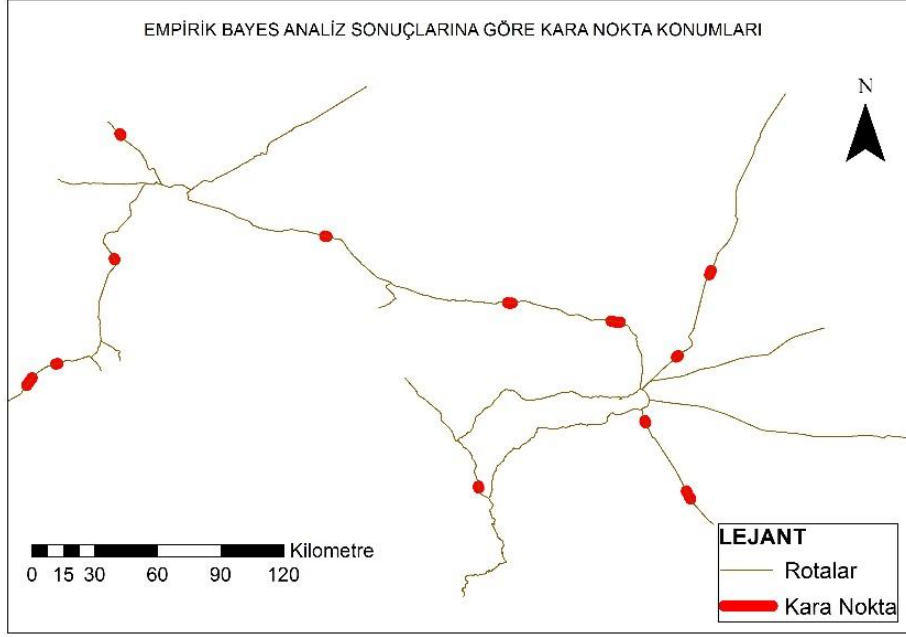 EMPİRİK BAYES ANALİZ SONUÇLARINA GÖRE KARA NOKTA KONUMLARI
N
Kilometre
0 15 30 60 90 120
LEJANT
Rotalar
Kara Nokta